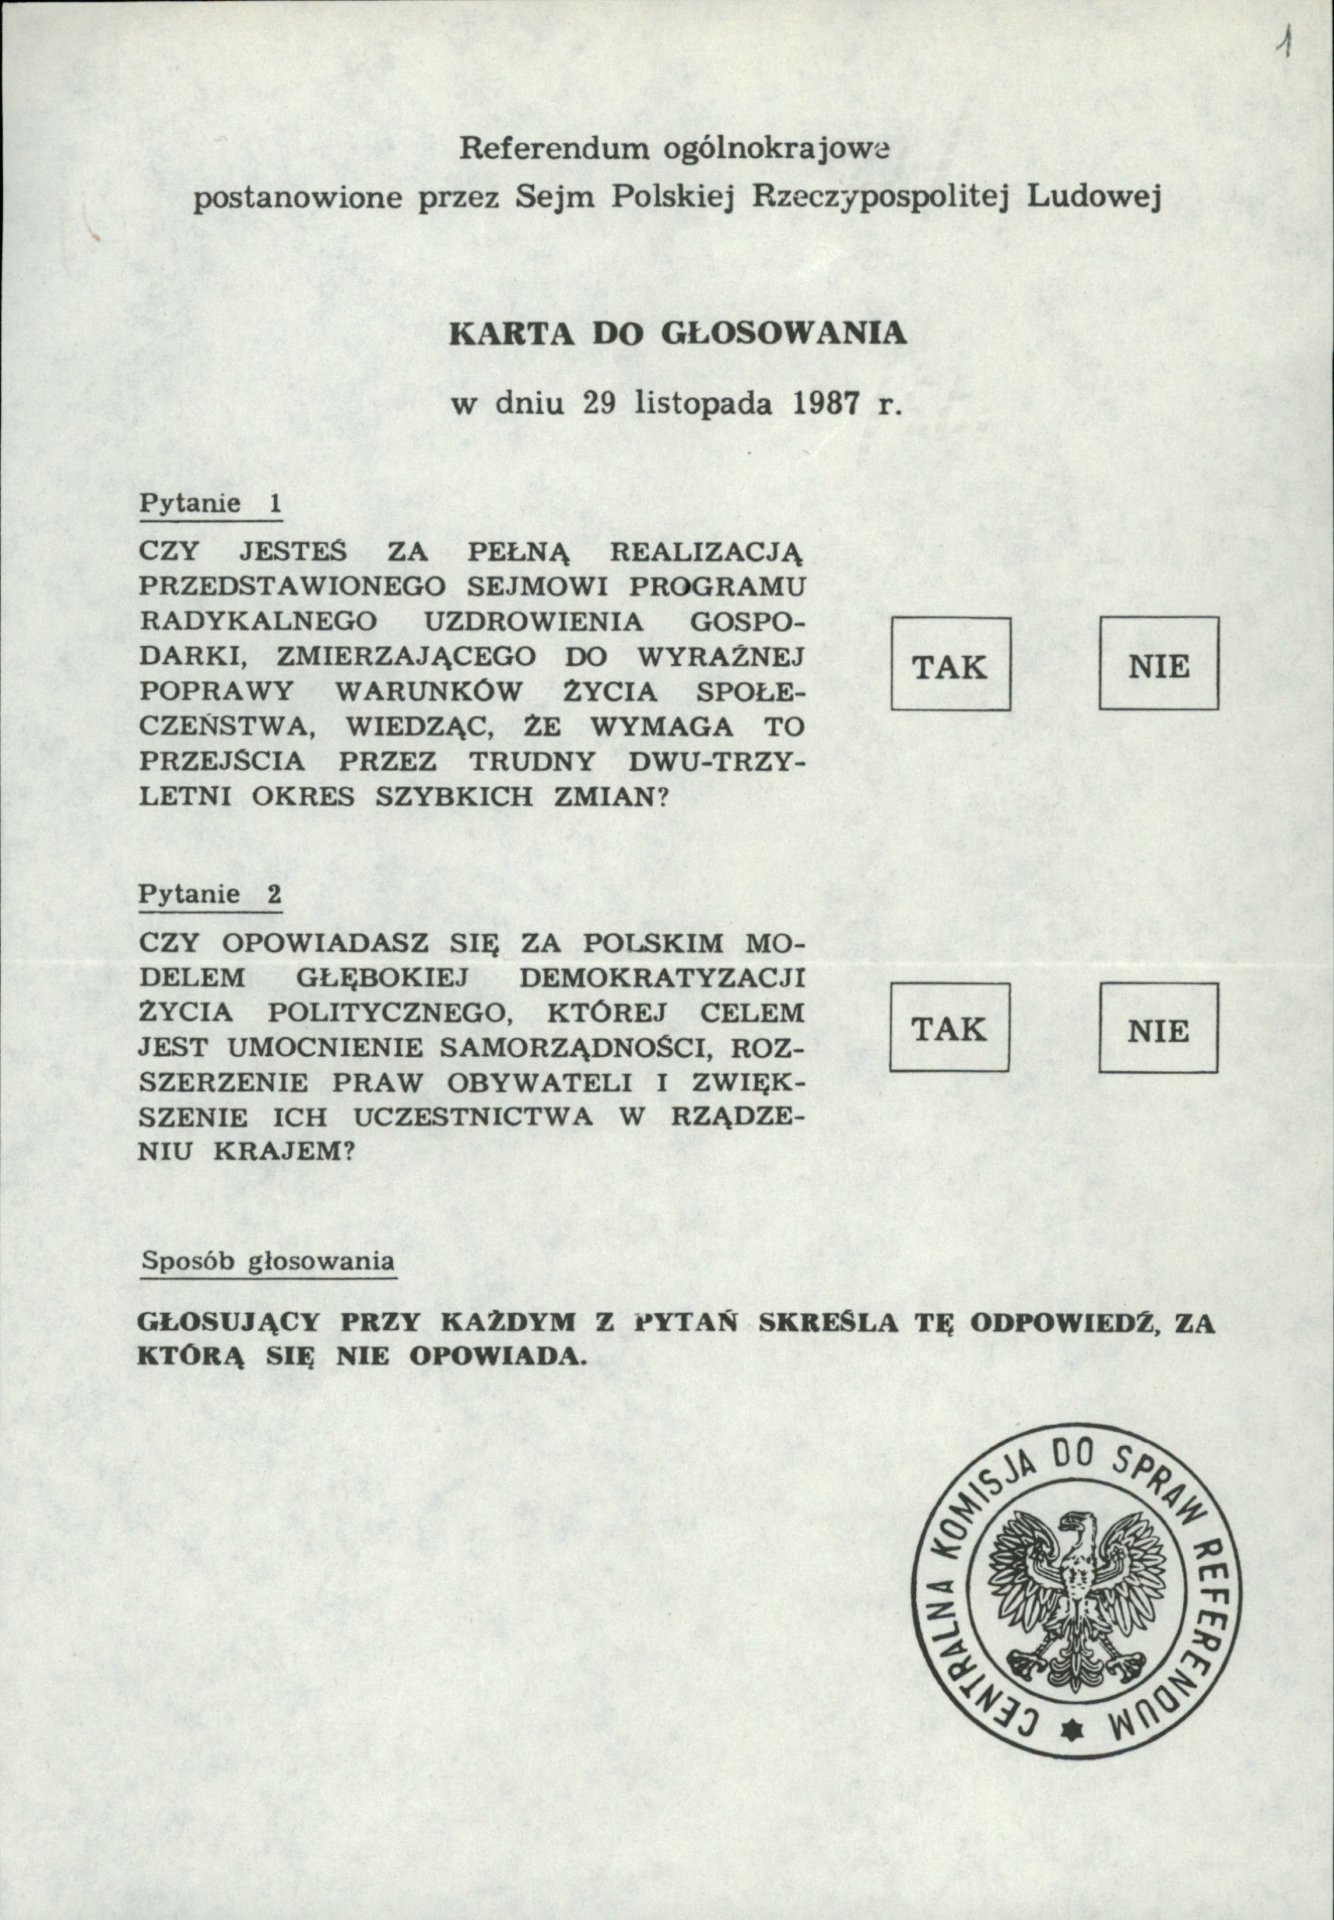 1
Referendum ogólnokrajowe
postanowione przez Sejm Polskiej Rzeczypospolitej Ludowej
KARTA DO GŁOSOWANIA
w dniu 29 listopada 1987 r.
Pytanie 1
CZY JESTEŚ ZA PEŁNĄ REALIZACJĄ
PRZEDSTAWIONEGO SEJMOWI PROGRAMU
RADYKALNEGO UZDROWIENIA GOSPO-
DARKI, ZMIERZAJĄCEGO DO WYRAŹNEJ
POPRAWY WARUNKÓW ŻYCIA SPOŁE-
CZEŃSTWA, WIEDZĄC, ŻE WYMAGA TO
PRZEJŚCIA PRZEZ TRUDNY DWU-TRZY-
LETNI OKRES SZYBKICH ZMIAN?
TAK NIE
Pytanie 2
CZY OPOWIADASZ SIĘ ZA POLSKIM MO-
DELEM GŁĘBOKIEJ DEMOKRATYZACJI
ŻYCIA POLITYCZNEGO, KTÓREJ CELEM
JEST UMOCNIENIE SAMORZĄDNOŚCI, ROZ-
SZERZENIE PRAW OBYWATELI I ZWIĘK-
SZENIE ICH UCZESTNICTWA W RZĄDZE-
NIU KRAJEM?
TAK NIE
Sposób głosowania
GŁOSUJĄCY PRZY KAŻDYM Z PYTAŃ SKREŚLA TĘ ODPOWIEDŹ, ZA
KTÓRĄ SIĘ NIE OPOWIADA.
CENTRALNA KOMISJA DO SPRAW REFERENDUM